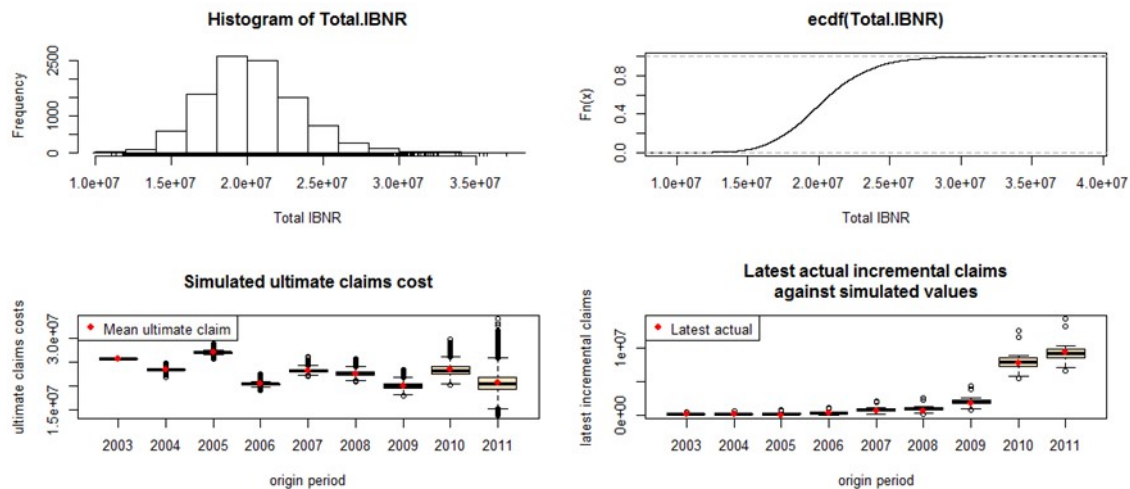 Histogram of Total.IBNR
Frequency
0 1000 2500
1.0e+07 1.5e+07 2.0e+07 2.5e+07 3.0e+07 3.5e+07
Total IBNR
ecdf(Total.IBNR)
Fn(x)
0.0 0.4 0.8
1.0e+07 1.5e+07 2.0e+07 2.5e+07 3.0e+07 3.5e+07 4.0e+07
Total IBNR
Simulated ultimate claims cost
ultimate claims costs
1.5e+07 3.0e+07
Mean ultimate claim
2003 2004 2005 2006 2007 2008 2009 2010 2011
origin period
Latest actual incremental claims
against simulated values
latest incremental claims
0e+00 1e+07
Latest actual
2003 2004 2005 2006 2007 2008 2009 2010 2011
origin period